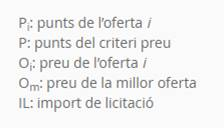 Pi: punts de l'oferta i
P: punts del criteri preu
Oi: preu de l'oferta i
Om: preu de la millor oferta
IL: import de licitació